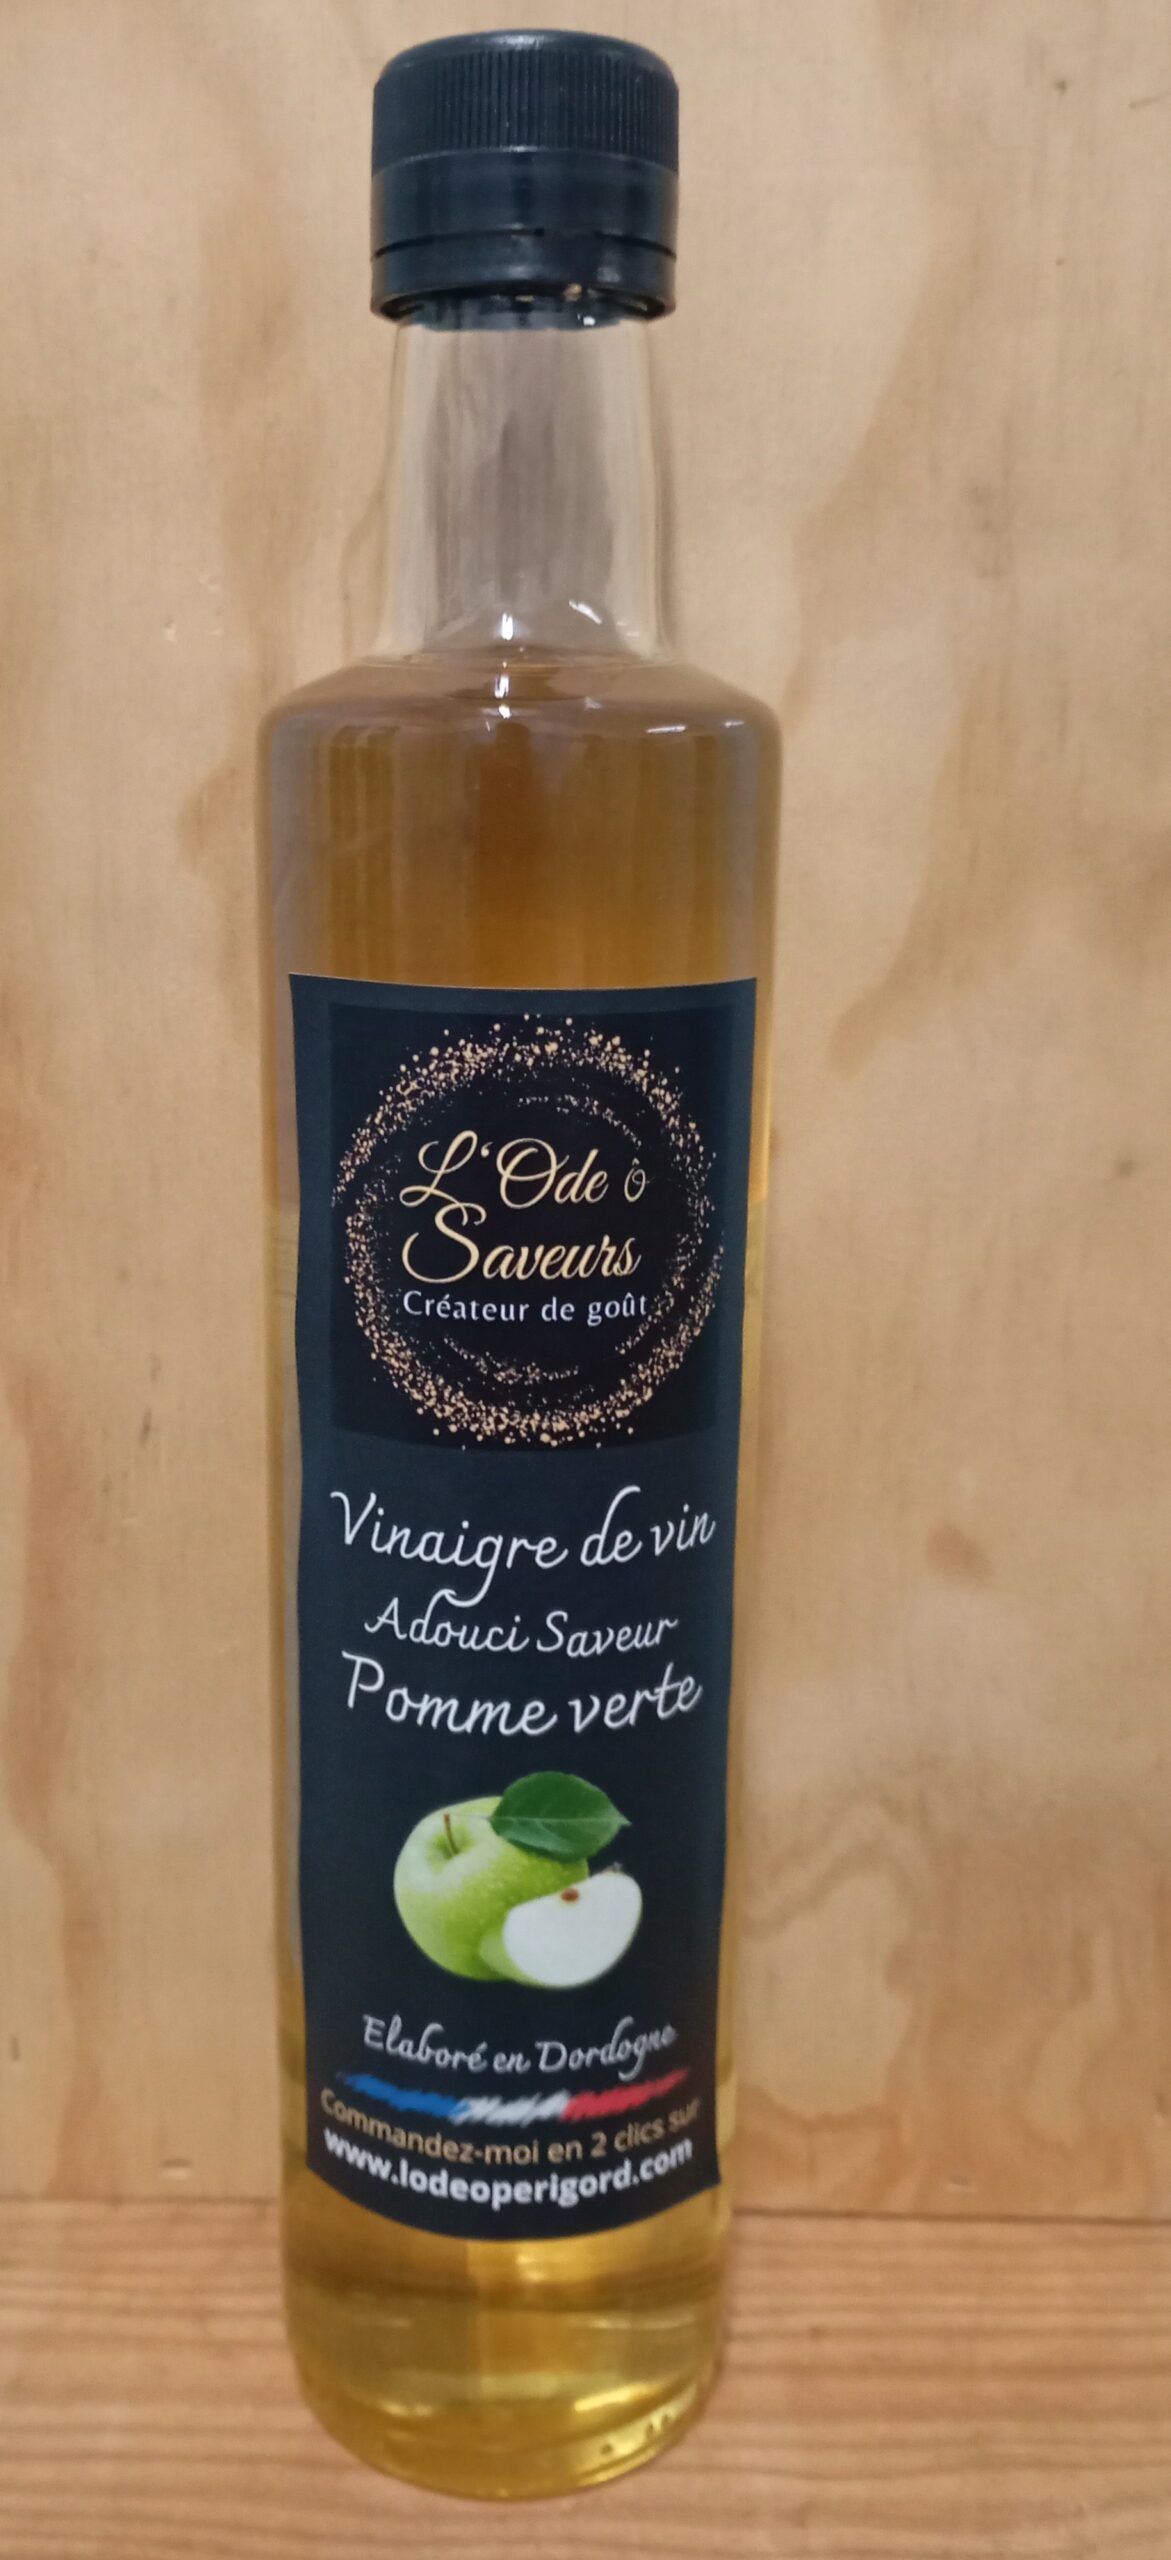 L'Ode ô
Saveurs
Créateur de goût
Vinaigre de vin
Adouci Saveur
Pomme verte
Elaboré en Dordogne
Commandez-moi en 2 clics sur
www.lodeoperigord.com